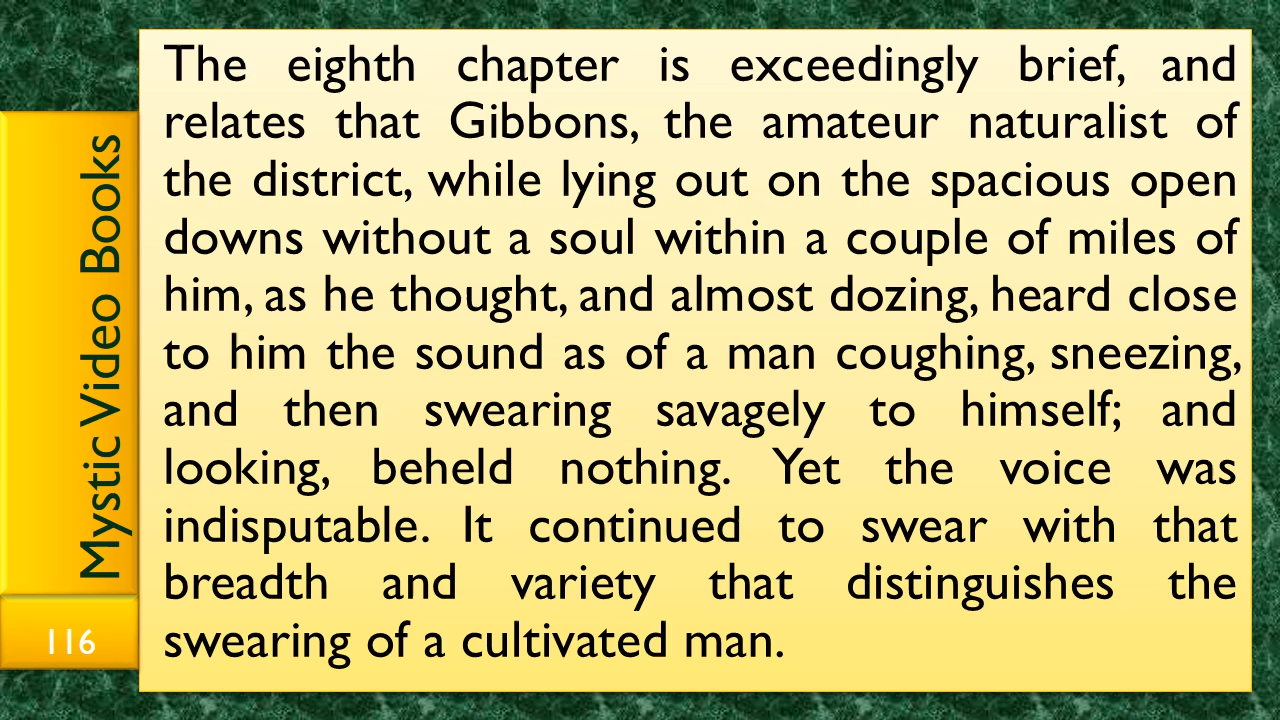 The eighth chapter is exceedingly brief, and
relates that Gibbons, the amateur naturalist of
the district, while lying out on the spacious open
downs without a soul within a couple of miles of
him, as he thought, and almost dozing, heard close
to him the sound as of a man coughing, sneezing,
and then swearing savagely to himself; and
looking, beheld nothing. Yet the voice was
indisputable. It continued to swear with that
breadth and variety that distinguishes the
swearing of a cultivated man.
Mystic Video Books
116